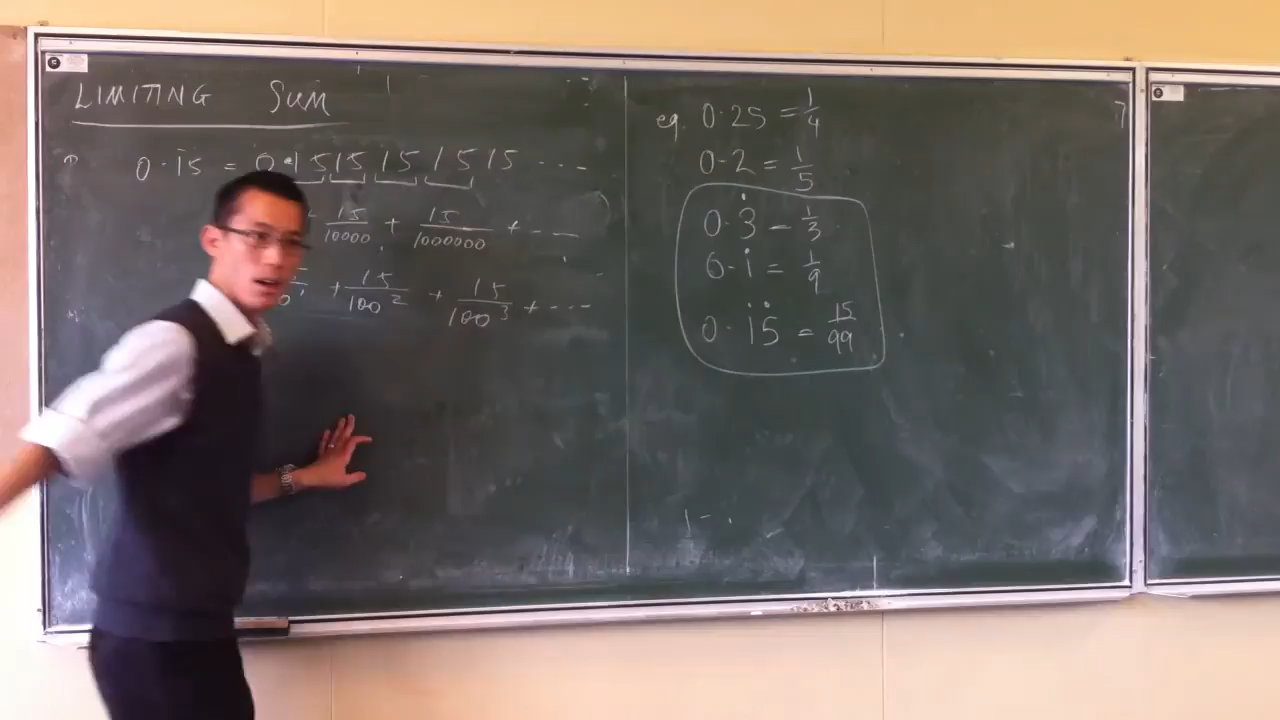 LIMITING SUM
0.1̇5̇ = 0.1515151515 ...
15/10000 + 15/1000000 + ...
+ 15/100² + 15/100³ + ...
eg. 0.25 = 1/4
0.2 = 1/5
0.3̇ = 1/3
0.1̇ = 1/9
0.1̇5̇ = 15/99